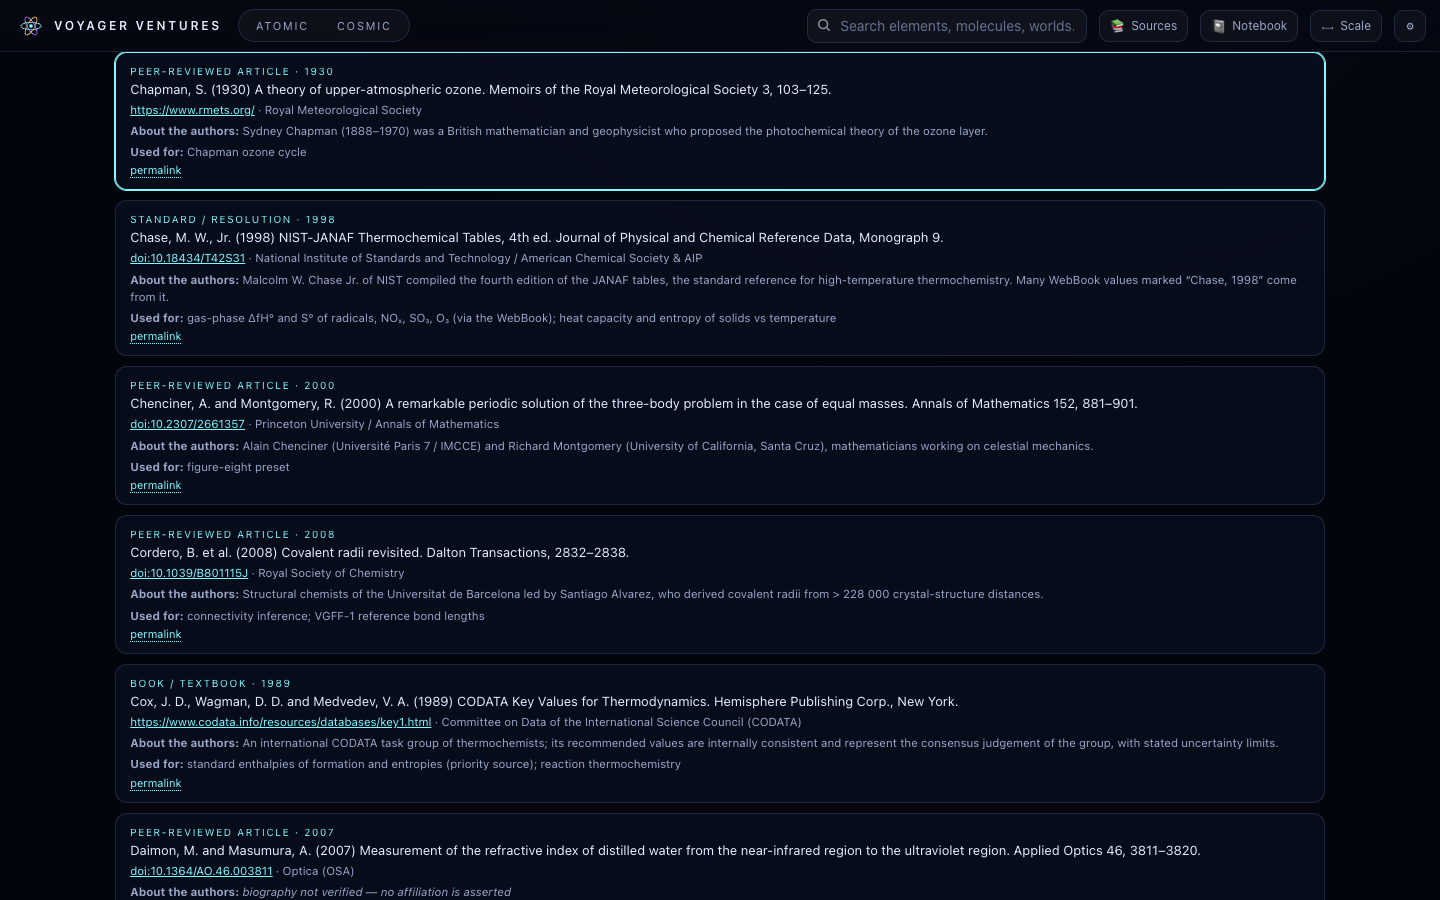 VOYAGER VENTURES
ATOMIC
COSMIC
Search elements, molecules, worlds.
Sources
Notebook
Scale
PEER-REVIEWED ARTICLE · 1930
Chapman, S. (1930) A theory of upper-atmospheric ozone. Memoirs of the Royal Meteorological Society 3, 103–125.
https://www.rmets.org/ · Royal Meteorological Society
About the authors: Sydney Chapman (1888–1970) was a British mathematician and geophysicist who proposed the photochemical theory of the ozone layer.
Used for: Chapman ozone cycle
permalink
STANDARD / RESOLUTION · 1998
Chase, M. W., Jr. (1998) NIST-JANAF Thermochemical Tables, 4th ed. Journal of Physical and Chemical Reference Data, Monograph 9.
doi:10.18434/T42S31 · National Institute of Standards and Technology / American Chemical Society & AIP
About the authors: Malcolm W. Chase Jr. of NIST compiled the fourth edition of the JANAF tables, the standard reference for high-temperature thermochemistry. Many WebBook values marked “Chase, 1998” come
from it.
Used for: gas-phase ΔfH° and S° of radicals, NOₓ, SO₂, O₃ (via the WebBook); heat capacity and entropy of solids vs temperature
permalink
PEER-REVIEWED ARTICLE · 2000
Chenciner, A. and Montgomery, R. (2000) A remarkable periodic solution of the three-body problem in the case of equal masses. Annals of Mathematics 152, 881–901.
doi:10.2307/2661357 · Princeton University / Annals of Mathematics
About the authors: Alain Chenciner (Université Paris 7 / IMCCE) and Richard Montgomery (University of California, Santa Cruz), mathematicians working on celestial mechanics.
Used for: figure-eight preset
permalink
PEER-REVIEWED ARTICLE · 2008
Cordero, B. et al. (2008) Covalent radii revisited. Dalton Transactions, 2832–2838.
doi:10.1039/B801115J · Royal Society of Chemistry
About the authors: Structural chemists of the Universitat de Barcelona led by Santiago Alvarez, who derived covalent radii from > 228 000 crystal-structure distances.
Used for: connectivity inference; VGFF-1 reference bond lengths
permalink
BOOK / TEXTBOOK · 1989
Cox, J. D., Wagman, D. D. and Medvedev, V. A. (1989) CODATA Key Values for Thermodynamics. Hemisphere Publishing Corp., New York.
https://www.codata.info/resources/databases/key1.html · Committee on Data of the International Science Council (CODATA)
About the authors: An international CODATA task group of thermochemists; its recommended values are internally consistent and represent the consensus judgement of the group, with stated uncertainty limits.
Used for: standard enthalpies of formation and entropies (priority source); reaction thermochemistry
permalink
PEER-REVIEWED ARTICLE · 2007
Daimon, M. and Masumura, A. (2007) Measurement of the refractive index of distilled water from the near-infrared region to the ultraviolet region. Applied Optics 46, 3811–3820.
doi:10.1364/AO.46.003811 · Optica (OSA)
About the authors: biography not verified — no affiliation is asserted